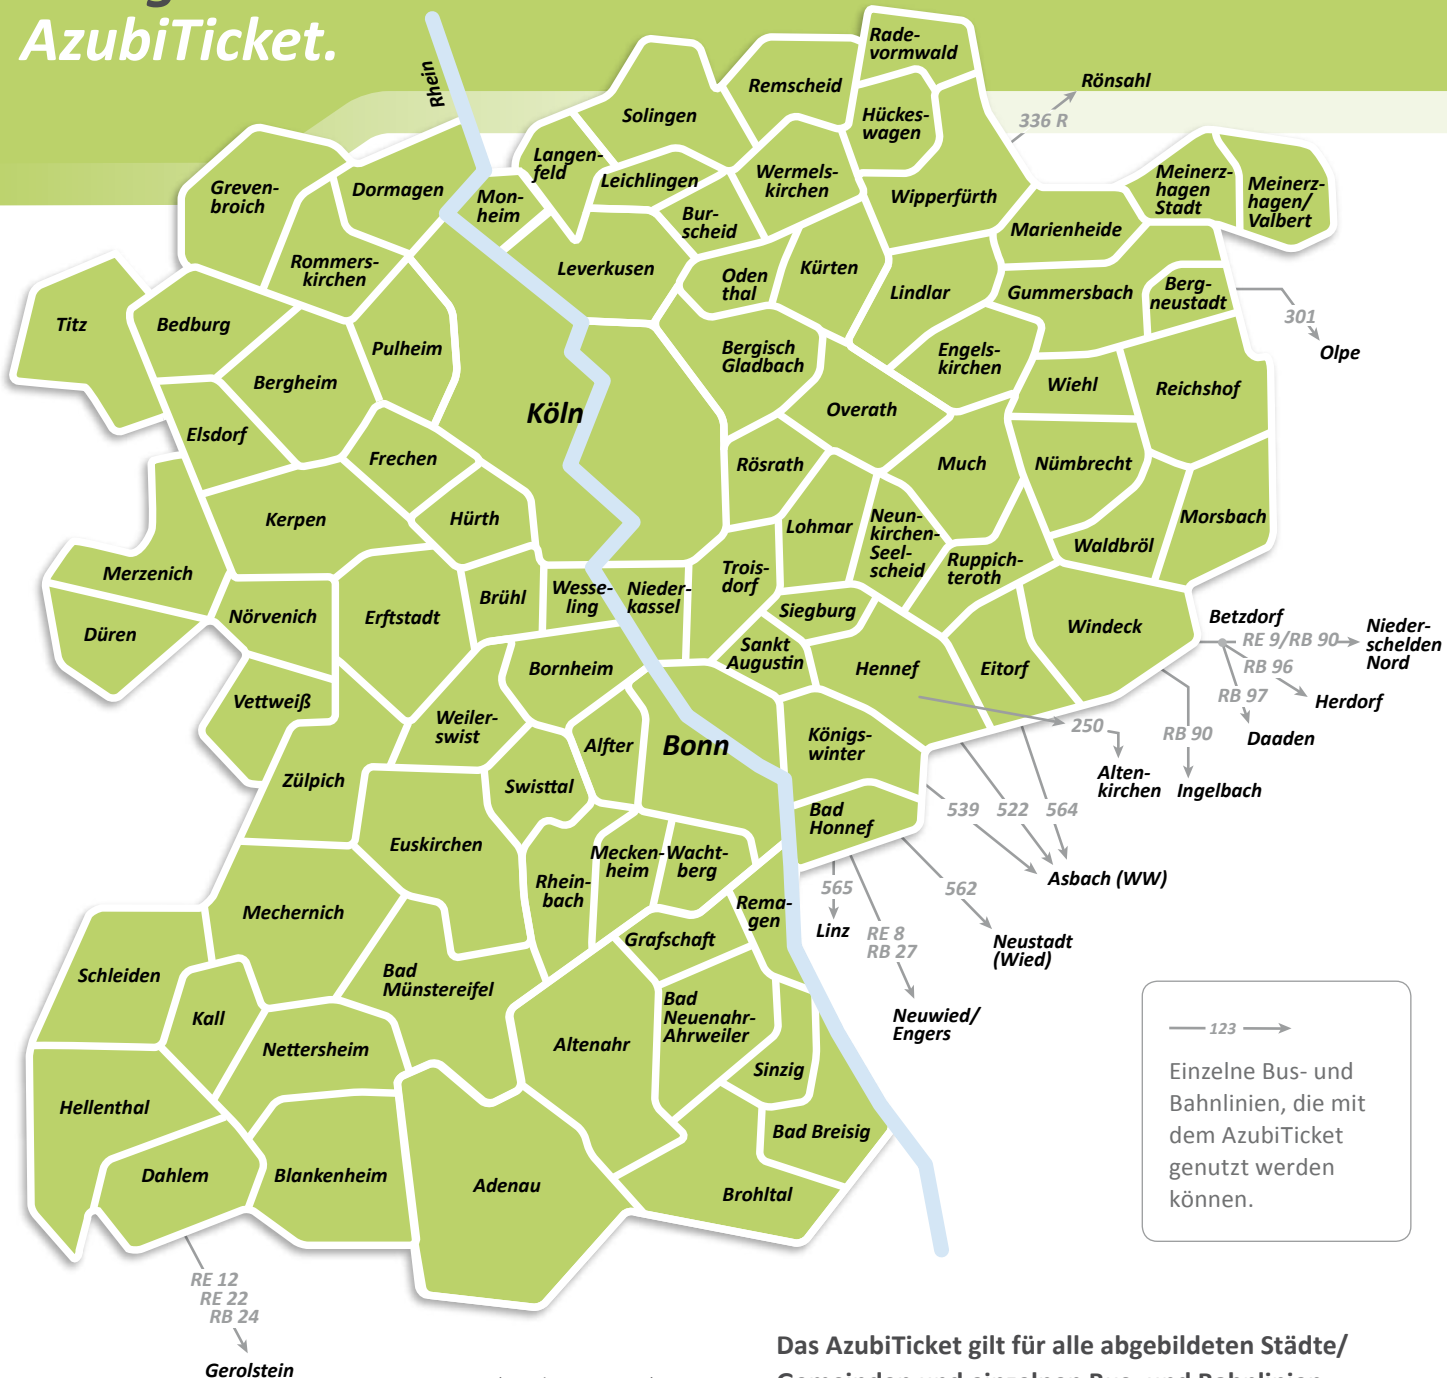 AzubiTicket.
Rhein
Rade-
vormwald
Remscheid
Rönsahl
336 R
Solingen
Hückes-
wagen
Langen-
feld
Leichlingen
Wermels-
kirchen
Wipperfürth
Meinerz-
hagen
Stadt
Meinerz-
hagen/
Valbert
Greven-
broich
Dormagen
Mon-
heim
Bur-
scheid
Marienheide
Rommers-
kirchen
Leverkusen
Oden
thal
Kürten
Lindlar
Gummersbach
Berg-
neustadt
301
Olpe
Titz
Bedburg
Pulheim
Bergheim
Bergisch
Gladbach
Engels-
kirchen
Wiehl
Reichshof
Köln
Overath
Elsdorf
Frechen
Rösrath
Much
Nümbrecht
Kerpen
Hürth
Lohmar
Neun-
kirchen-
Seel-
scheid
Morsbach
Waldbröl
Ruppich-
teroth
Merzenich
Düren
Nörvenich
Erftstadt
Brühl
Wesse-
ling
Nieder-
kassel
Trois-
dorf
Siegburg
Windeck
Betzdorf
RE 9/RB 90
Nieder-
schelden
Nord
RB 96
Herdorf
RB 97
Daaden
RB 90
Ingelbach
Sankt
Augustin
Hennef
Eitorf
Bornheim
Vettweiß
Weiler-
swist
Alfter
Bonn
Königs-
winter
250
Alten-
kirchen
Zülpich
Swisttal
Bad
Honnef
539
522
564
Asbach (WW)
Euskirchen
Mecken-
heim
Wacht-
berg
Rhein-
bach
565
Linz
562
Neustadt
(Wied)
RE 8
RB 27
Neuwied/
Engers
Mechernich
Rema-
gen
Grafschaft
Schleiden
Bad
Münstereifel
Kall
Bad
Neuenahr-
Ahrweiler
Nettersheim
Altenahr
Sinzig
Hellenthal
Bad Breisig
Dahlem
Blankenheim
Adenau
Brohltal
RE 12
RE 22
RB 24
Gerolstein
123
Einzelne Bus- und
Bahnlinien, die mit
dem AzubiTicket
genutzt werden
können.
Das AzubiTicket gilt für alle abgebildeten Städte/
Gemeinden und einzelnen Bus- und Bahnlinien